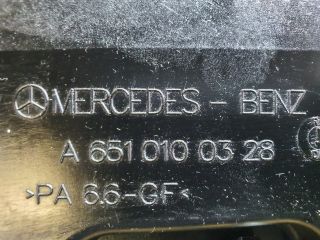 MERCEDES - BENZ
A 651 010 03 28
>PA 6.6-GF<